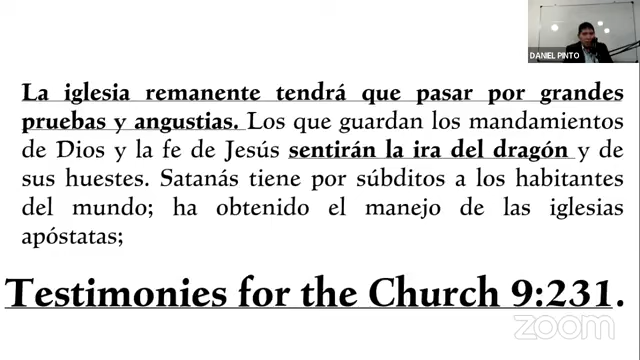 DANIEL PINTO
La iglesia remanente tendrá que pasar por grandes
pruebas y angustias. Los que guardan los mandamientos
de Dios y la fe de Jesús sentirán la ira del dragón y de
sus huestes. Satanás tiene por súbditos a los habitantes
del mundo; ha obtenido el manejo de las iglesias
apóstatas;
Testimonies for the Church 9:231.
zoom